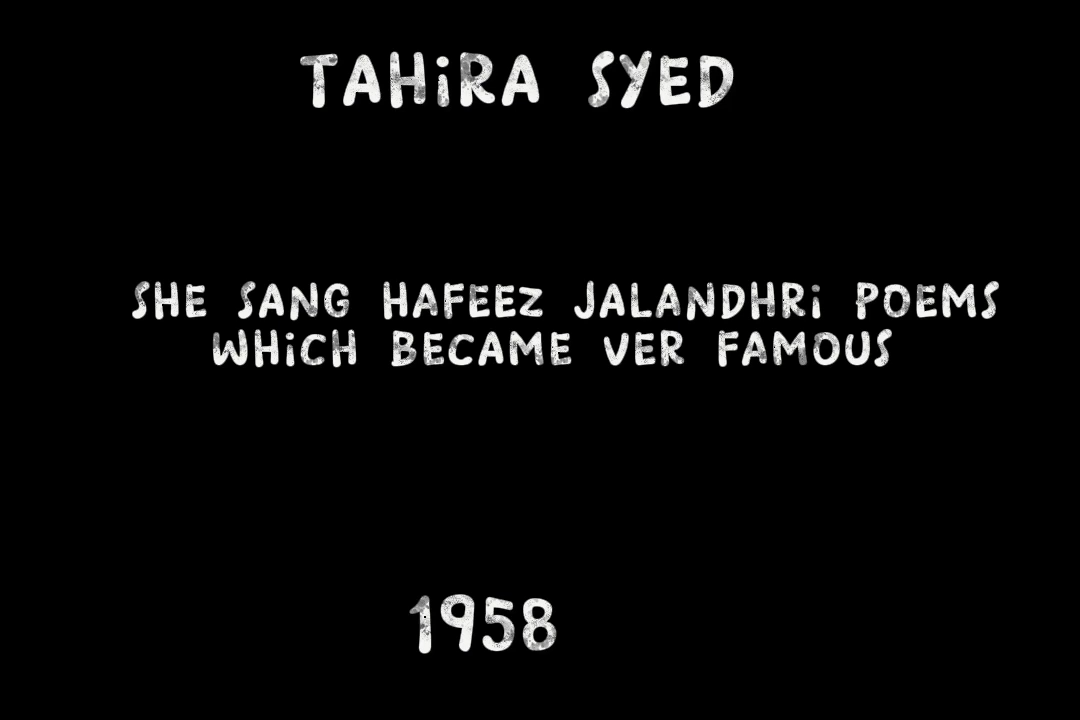 TAHiRA SYED
SHE SANG HAFEEZ JALANDHRi POEMS
WHiCH BECAME VER FAMOUS
1958